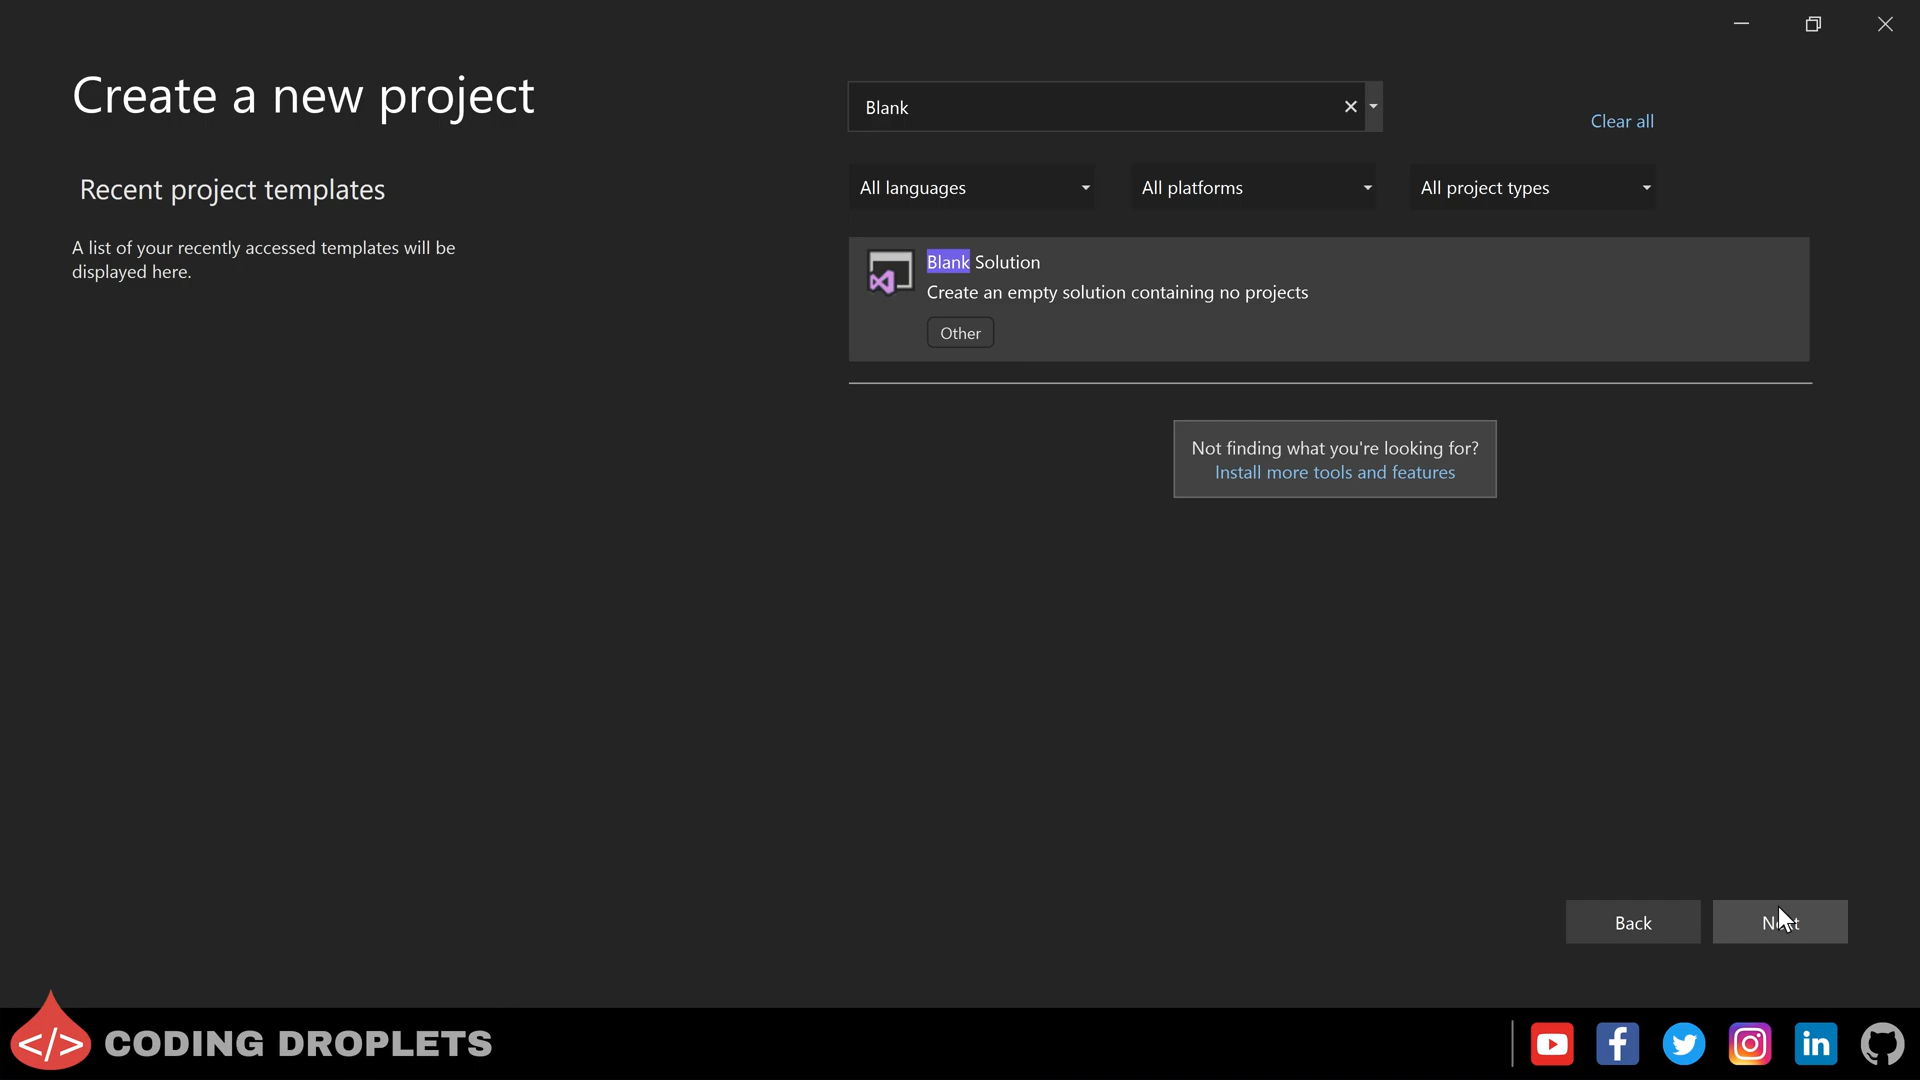 Create a new project
Blank
Clear all
Recent project templates
All languages
All platforms
All project types
A list of your recently accessed templates will be
displayed here.
Blank Solution
Create an empty solution containing no projects
Other
Not finding what you're looking for?
Install more tools and features
Back
Next
</> CODING DROPLETS